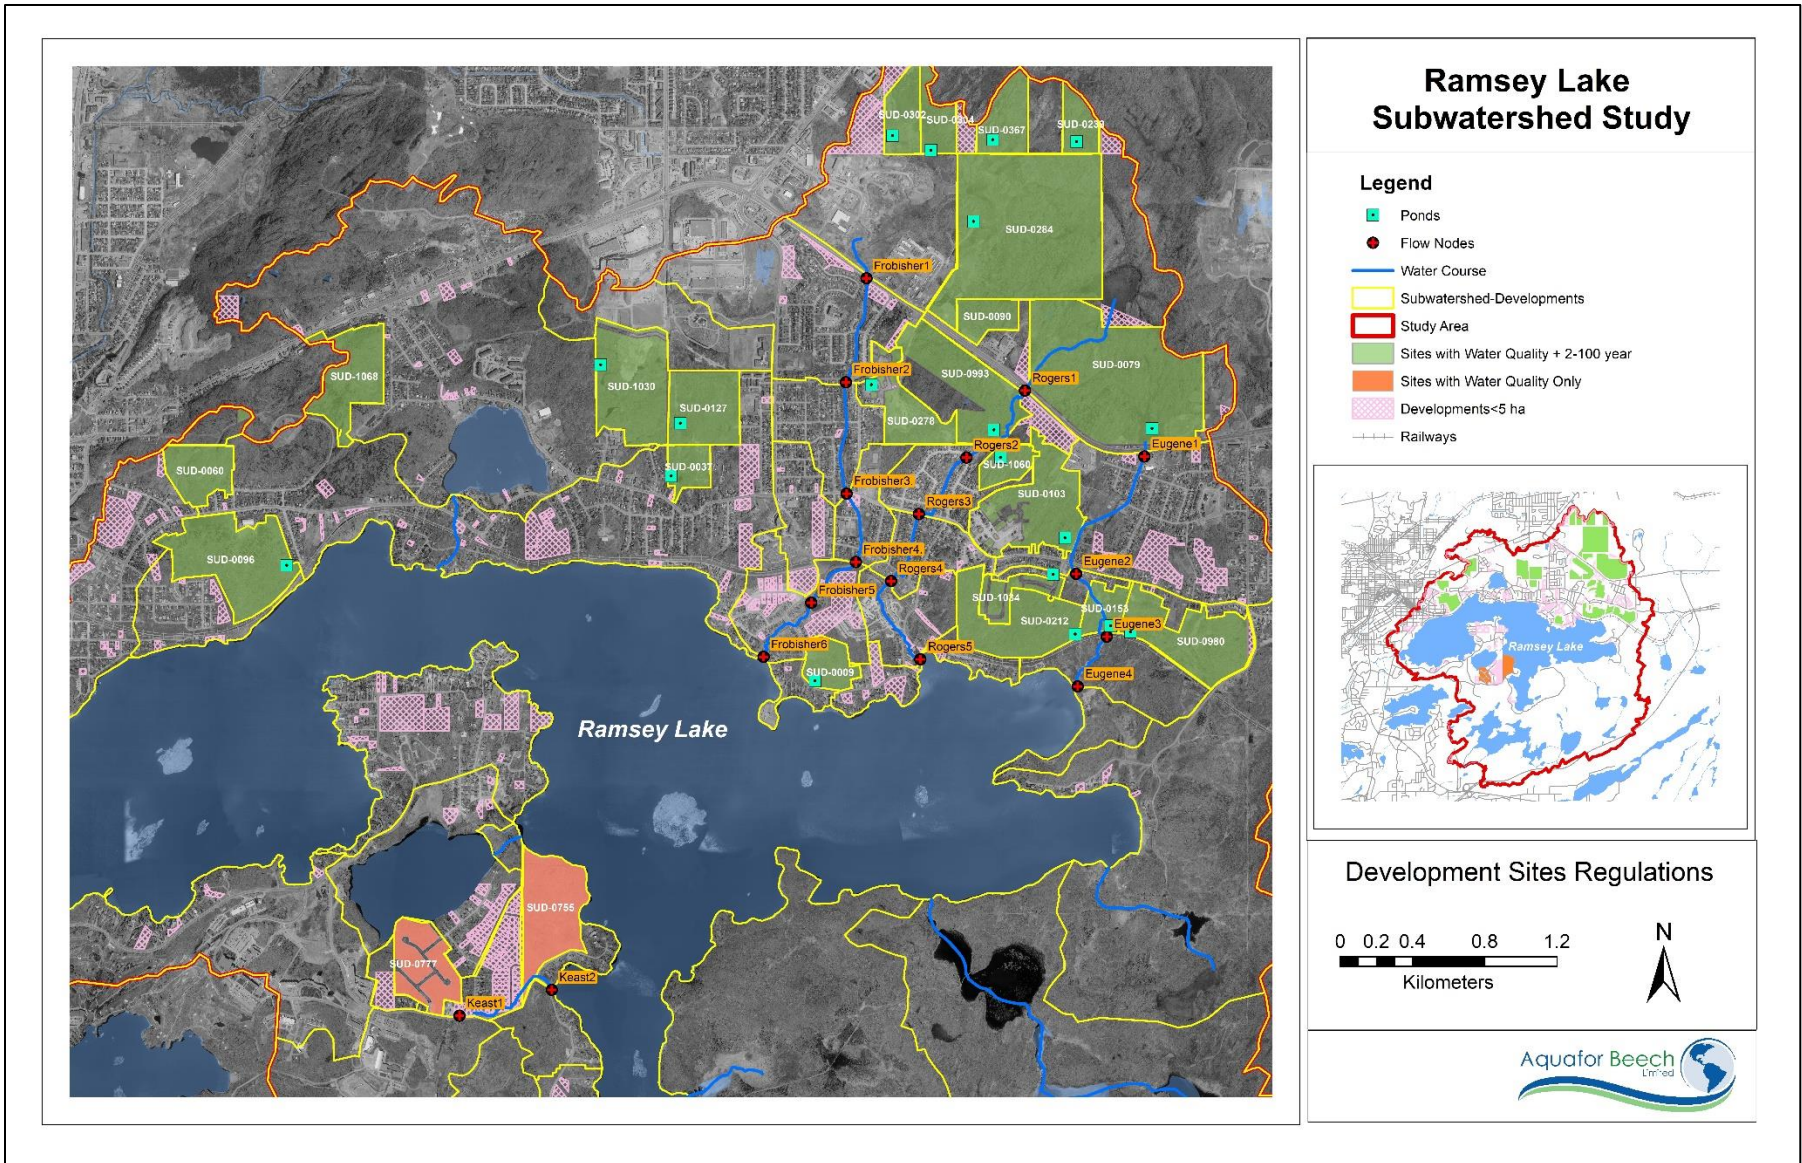 Ramsey Lake
Subwatershed Study
Legend
Ponds
Flow Nodes
Water Course
Subwatershed-Developments
Study Area
Sites with Water Quality + 2-100 year
Sites with Water Quality Only
Developments<5 ha
Railways
Ramsey Lake
Development Sites Regulations
0 0.2 0.4 0.8 1.2
Kilometers
N
Aquafor Beech
Limited
SUD-0302
SUD-0304
SUD-0367
SUD-0239
SUD-0284
Frobisher1
SUD-0090
SUD-0079
SUD-1068
SUD-1030
Frobisher2
SUD-0993
Rogers1
SUD-0127
SUD-0278
Rogers2
Eugene1
SUD-0060
SUD-0037
SUD-1060
Frobisher3
SUD-0103
Rogers3
SUD-0096
Frobisher4
Rogers4
Eugene2
Frobisher5
SUD-1034
SUD-0153
SUD-0212
Eugene3
SUD-0980
Frobisher6
Rogers5
SUD-0009
Eugene4
Ramsey Lake
SUD-0755
SUD-0777
Keast2
Keast1